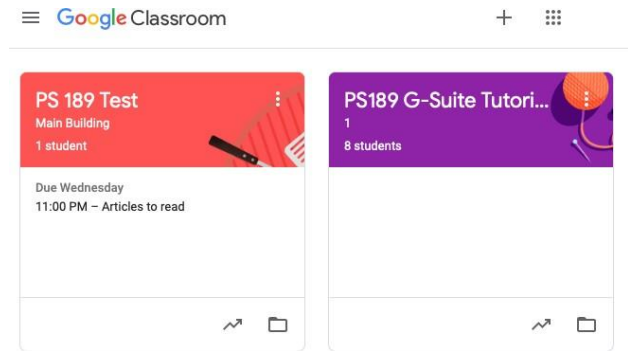 Google Classroom
PS 189 Test
Main Building
1 student
Due Wednesday
11:00 PM – Articles to read
PS189 G-Suite Tutori...
1
8 students